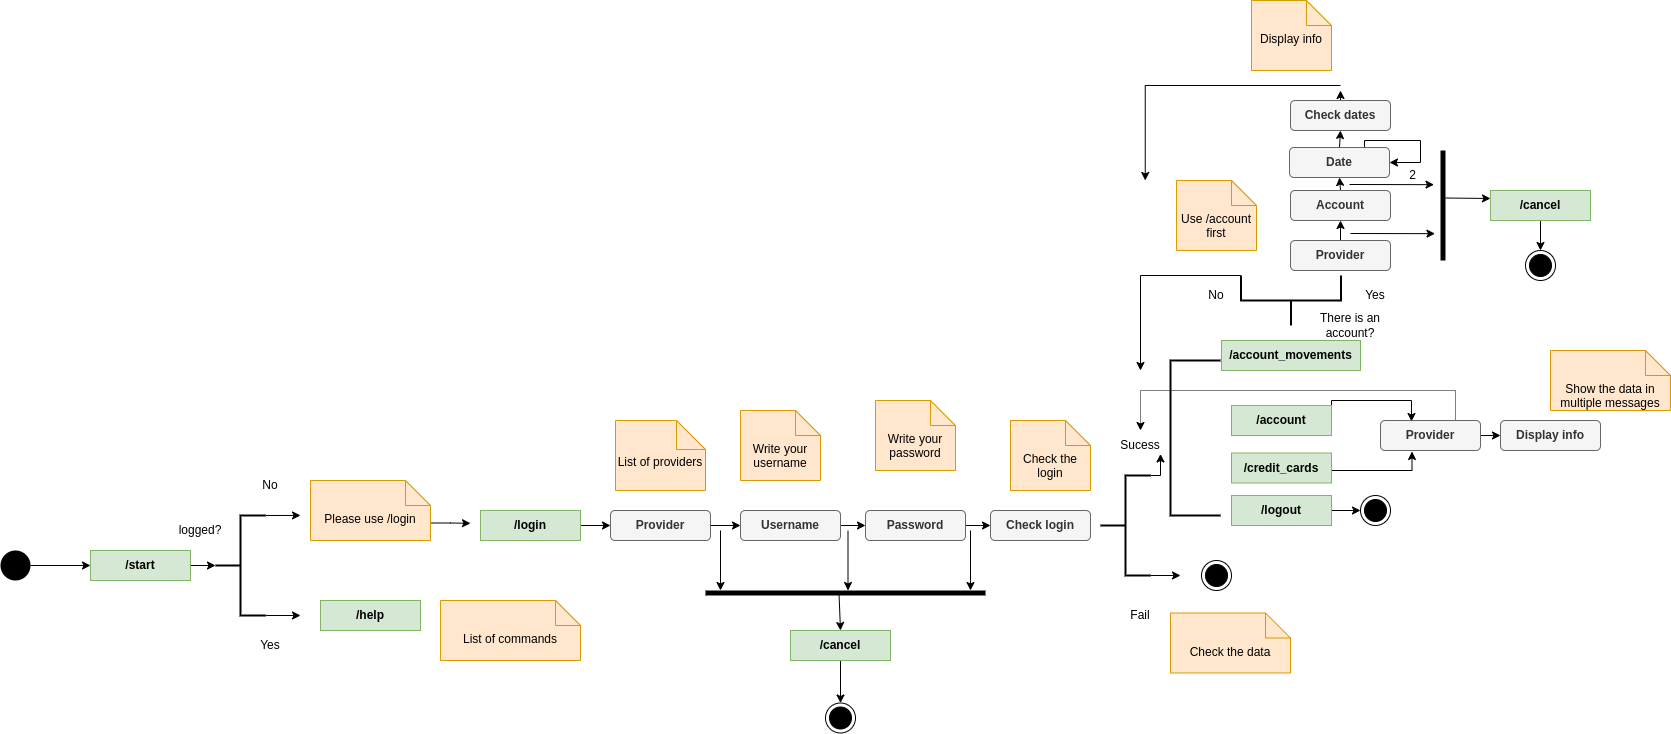 Display info
Check dates
Date
2
Account
Use /account
first
/cancel
Provider
No
Yes
There is an
account?
/account_movements
Show the data in
multiple messages
/account
Provider
Display info
Sucess
/credit_cards
/logout
List of providers
Write your
username
Write your
password
Check the
login
No
Please use /login
logged?
/login
Provider
Username
Password
Check login
/start
/help
Yes
List of commands
/cancel
Fail
Check the data